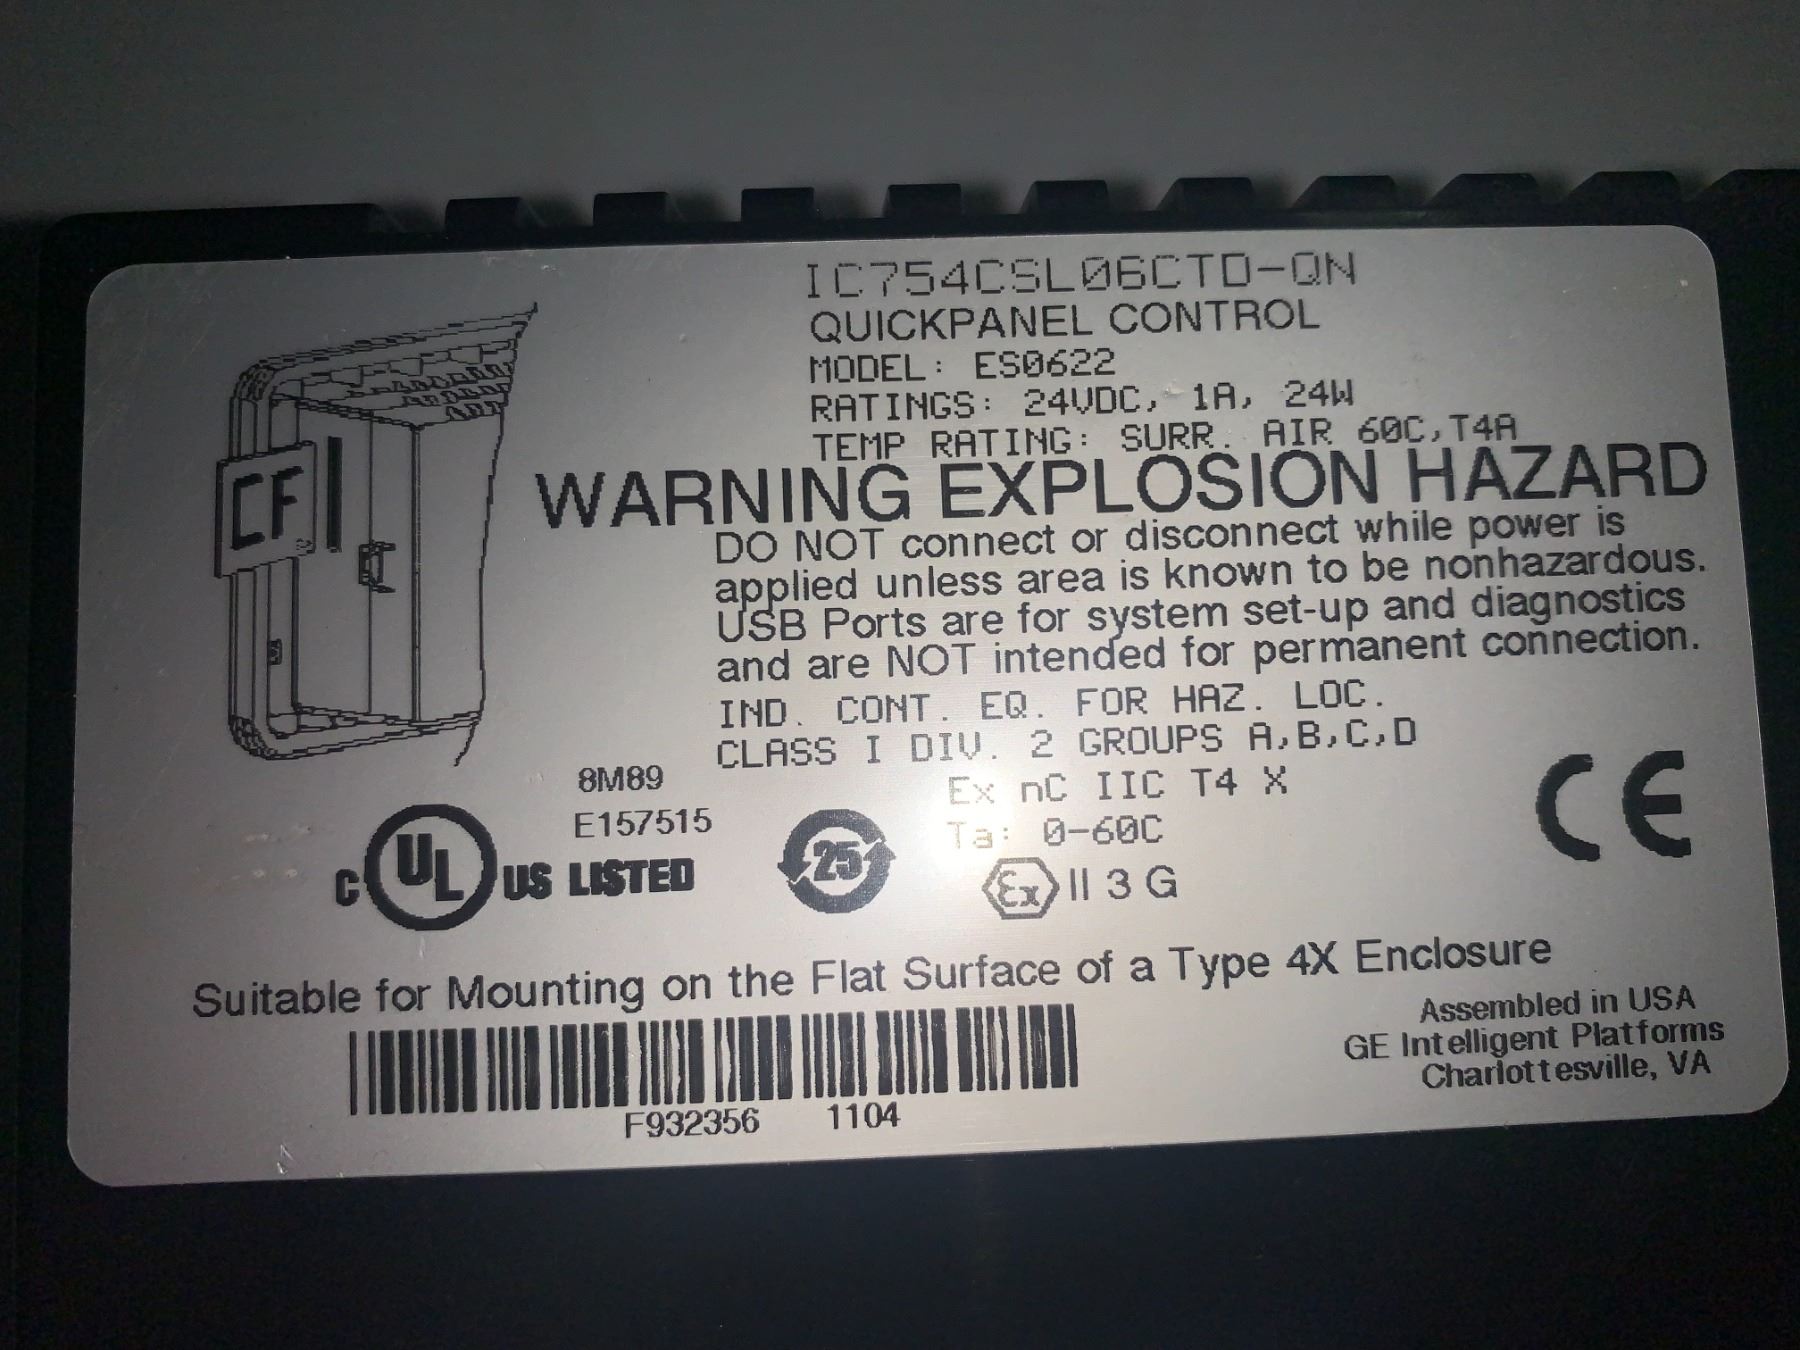 IC754CSL06CTD-QN
QUICKPANEL CONTROL
MODEL: ES0622
RATINGS: 24VDC, 1A, 24W
TEMP RATING: SURR. AIR 60C,T4A
WARNING EXPLOSION HAZARD
DO NOT connect or disconnect while power is
applied unless area is known to be nonhazardous.
USB Ports are for system set-up and diagnostics
and are NOT intended for permanent connection.
IND. CONT. EQ. FOR HAZ. LOC.
CLASS I DIV. 2 GROUPS A,B,C,D
Ex nC IIC T4 X
Ta: 0-60C
Ex II 3 G
CF
8M89
E157515
C UL US LISTED
25
CE
Suitable for Mounting on the Flat Surface of a Type 4X Enclosure
F932356 1104
Assembled in USA
GE Intelligent Platforms
Charlottesville, VA